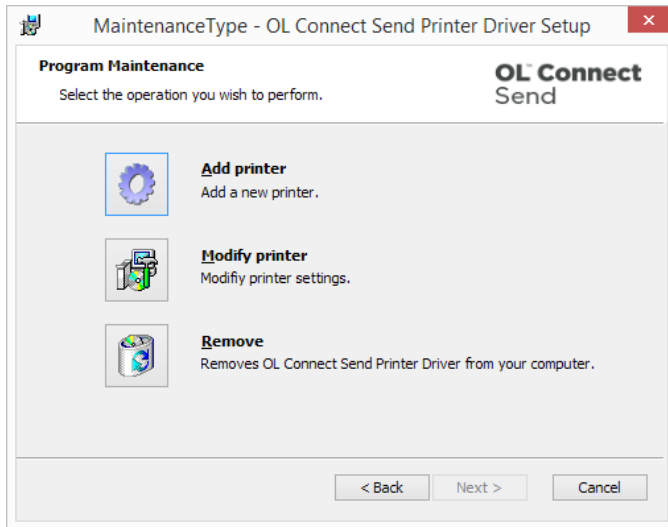 MaintenanceType - OL Connect Send Printer Driver Setup
Program Maintenance
Select the operation you wish to perform.
OL™ Connect
Send
Add printer
Add a new printer.
Modify printer
Modifiy printer settings.
Remove
Removes OL Connect Send Printer Driver from your computer.
< Back Next > Cancel